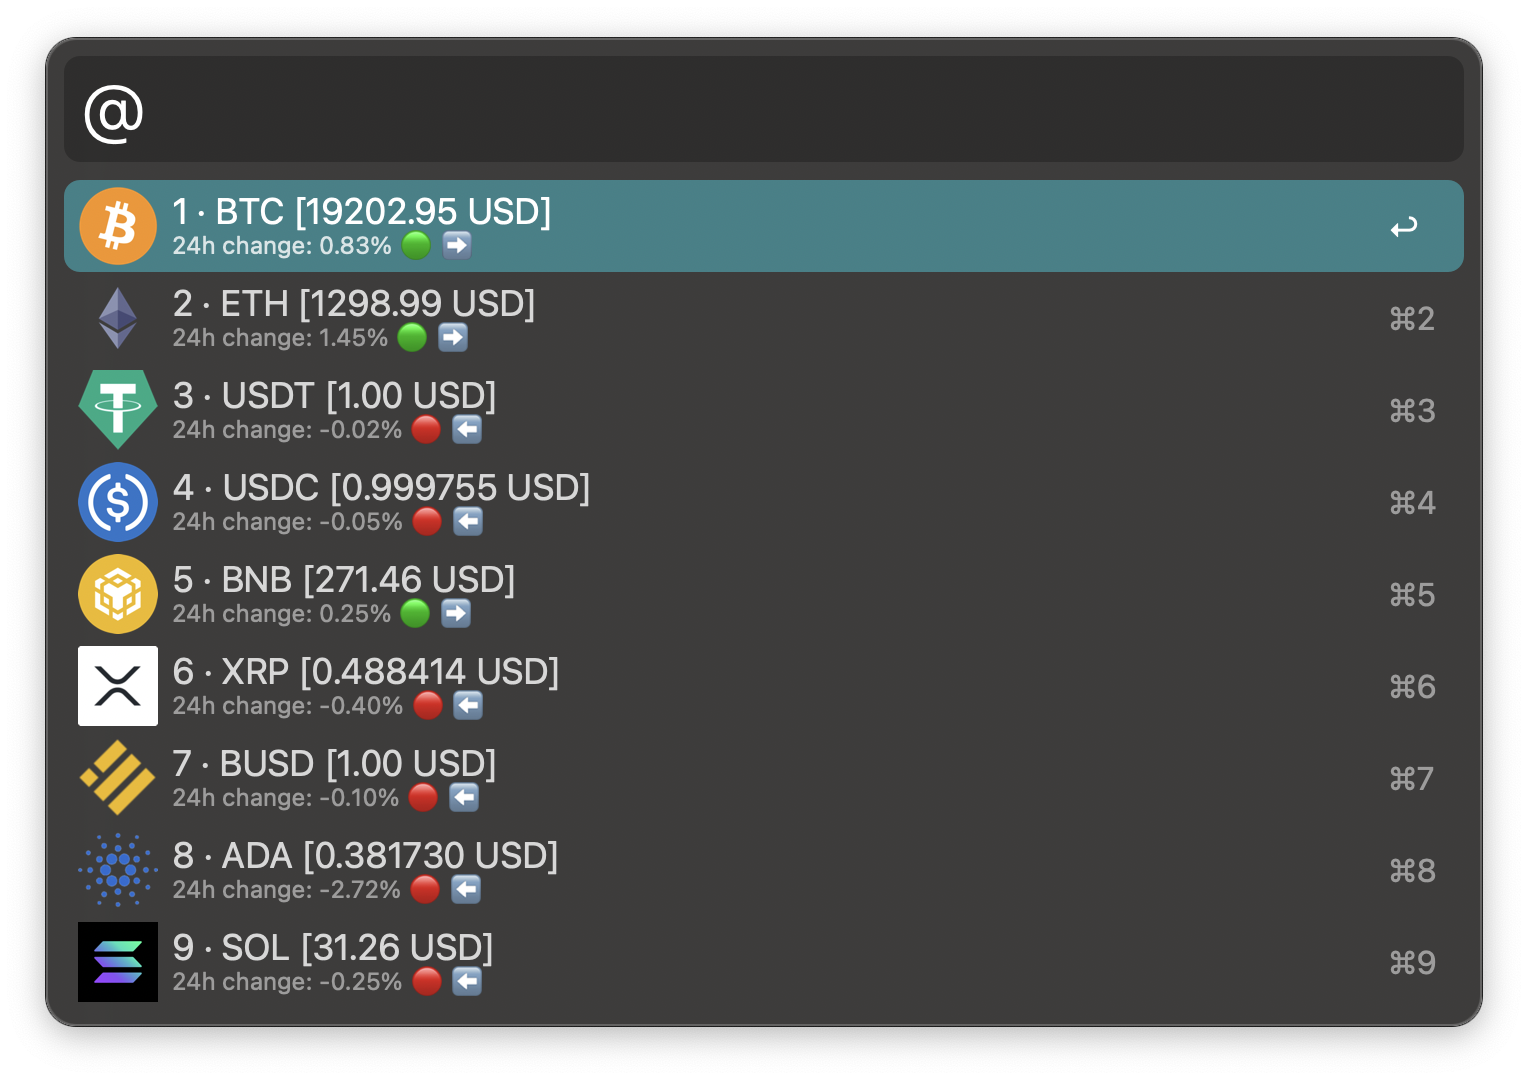 @
1 · BTC [19202.95 USD]
24h change: 0.83% 🟢 ➡️
↩
2 · ETH [1298.99 USD]
24h change: 1.45% 🟢 ➡️
⌘2
3 · USDT [1.00 USD]
24h change: -0.02% 🔴 ⬅️
⌘3
4 · USDC [0.999755 USD]
24h change: -0.05% 🔴 ⬅️
⌘4
5 · BNB [271.46 USD]
24h change: 0.25% 🟢 ➡️
⌘5
6 · XRP [0.488414 USD]
24h change: -0.40% 🔴 ⬅️
⌘6
7 · BUSD [1.00 USD]
24h change: -0.10% 🔴 ⬅️
⌘7
8 · ADA [0.381730 USD]
24h change: -2.72% 🔴 ⬅️
⌘8
9 · SOL [31.26 USD]
24h change: -0.25% 🔴 ⬅️
⌘9